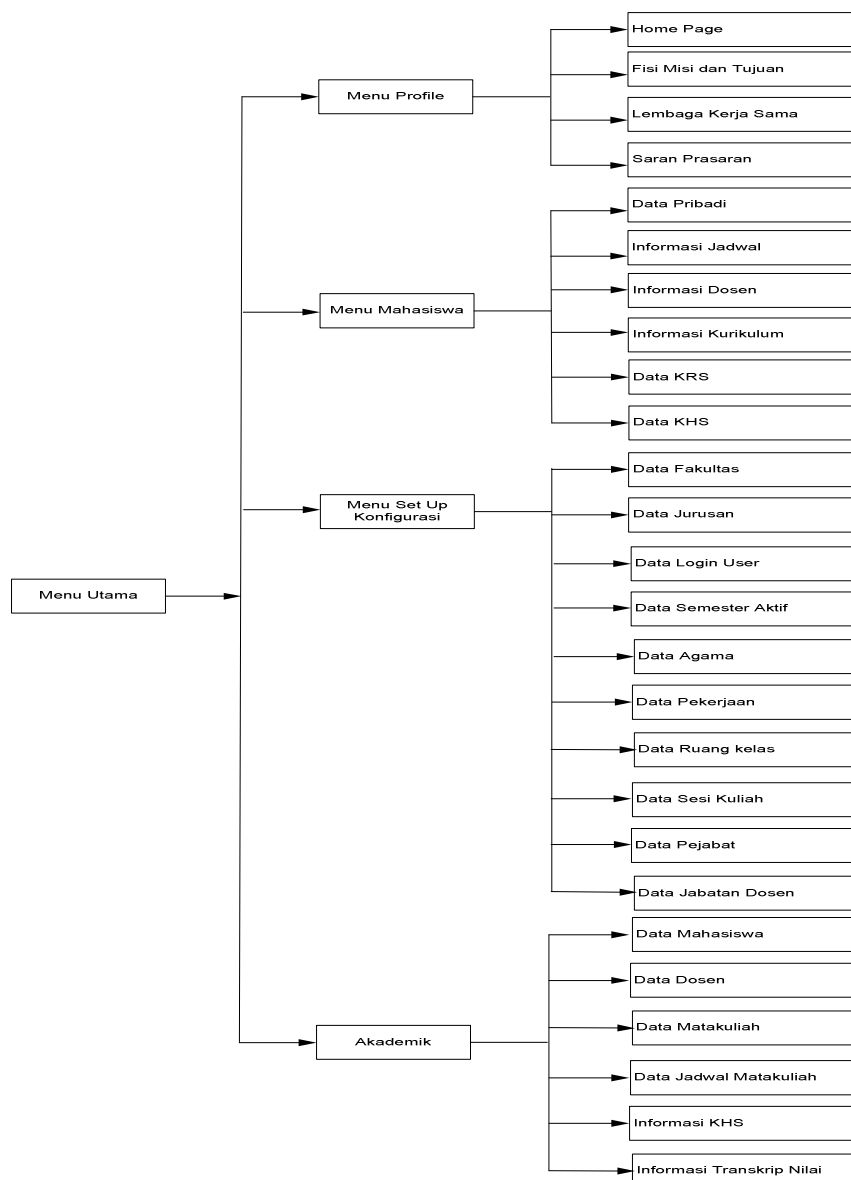 Menu Utama
Menu Profile
Home Page
Fisi Misi dan Tujuan
Lembaga Kerja Sama
Saran Prasaran
Menu Mahasiswa
Data Pribadi
Informasi Jadwal
Informasi Dosen
Informasi Kurikulum
Data KRS
Data KHS
Menu Set Up
Konfigurasi
Data Fakultas
Data Jurusan
Data Login User
Data Semester Aktif
Data Agama
Data Pekerjaan
Data Ruang kelas
Data Sesi Kuliah
Data Pejabat
Data Jabatan Dosen
Akademik
Data Mahasiswa
Data Dosen
Data Matakuliah
Data Jadwal Matakuliah
Informasi KHS
Informasi Transkrip Nilai